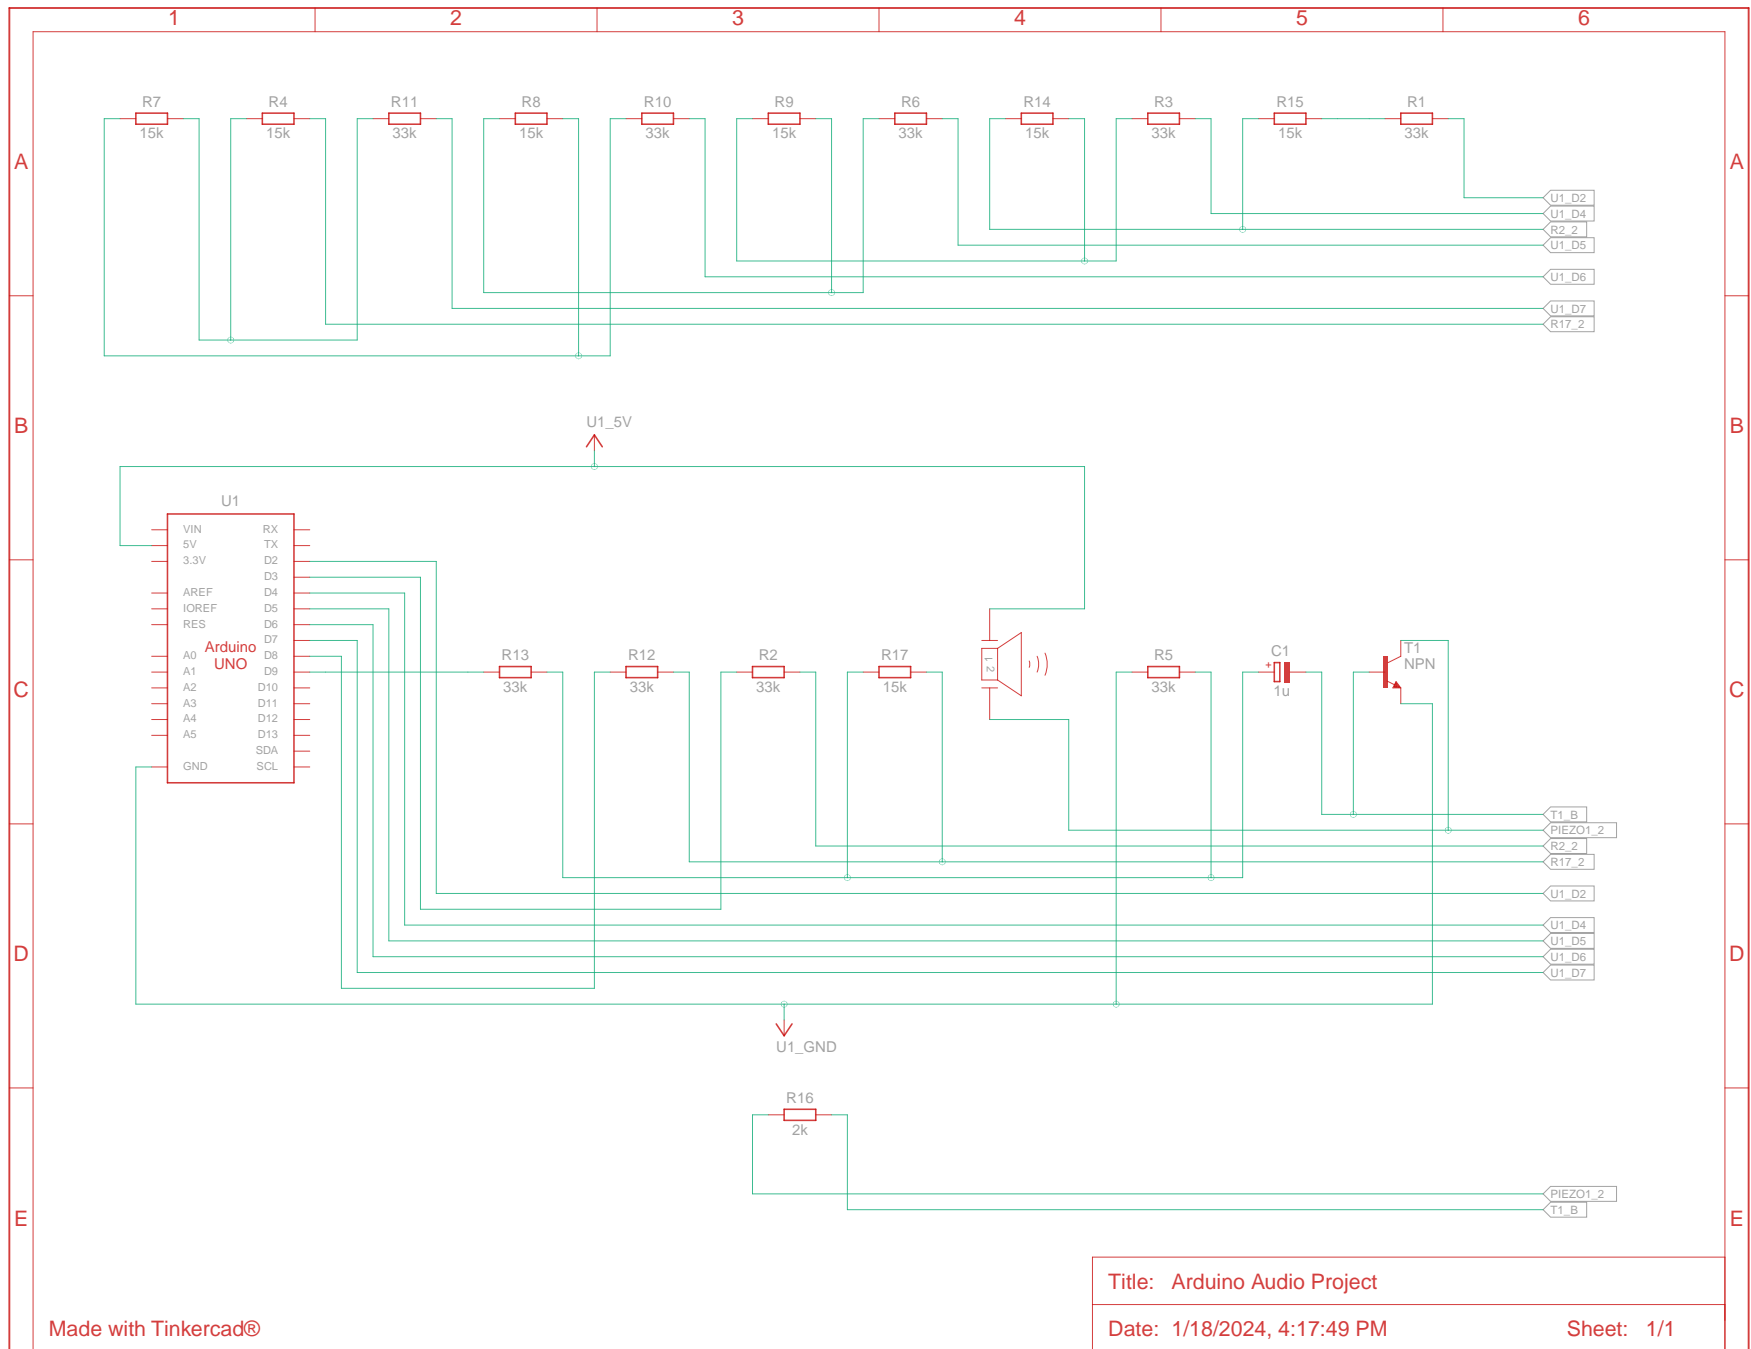 1 2 3 4 5 6
R7 R4 R11 R8 R10 R9 R6 R14 R3 R15 R1
15k 15k 33k 15k 33k 15k 33k 15k 33k 15k 33k
A A
U1_D2
U1_D4
R2_2
U1_D5
U1_D6
U1_D7
R17_2
B B
U1_5V
U1
VIN RX
5V TX
3.3V D2
D3
AREF D4
IOREF D5
RES D6
D7
A0 D8
A1 D9
A2 D10
A3 D11
A4 D12
A5 D13
SDA
GND SCL
Arduino
UNO
R13 R12 R2 R17 R5 C1 T1
33k 33k 33k 15k 33k 1u NPN
1 2
+
C C
T1_B
PIEZO1_2
R2_2
R17_2
U1_D2
U1_D4
U1_D5
U1_D6
U1_D7
D D
U1_GND
R16
2k
PIEZO1_2
T1_B
E E
Title: Arduino Audio Project
Made with Tinkercad®
Date: 1/18/2024, 4:17:49 PM Sheet: 1/1